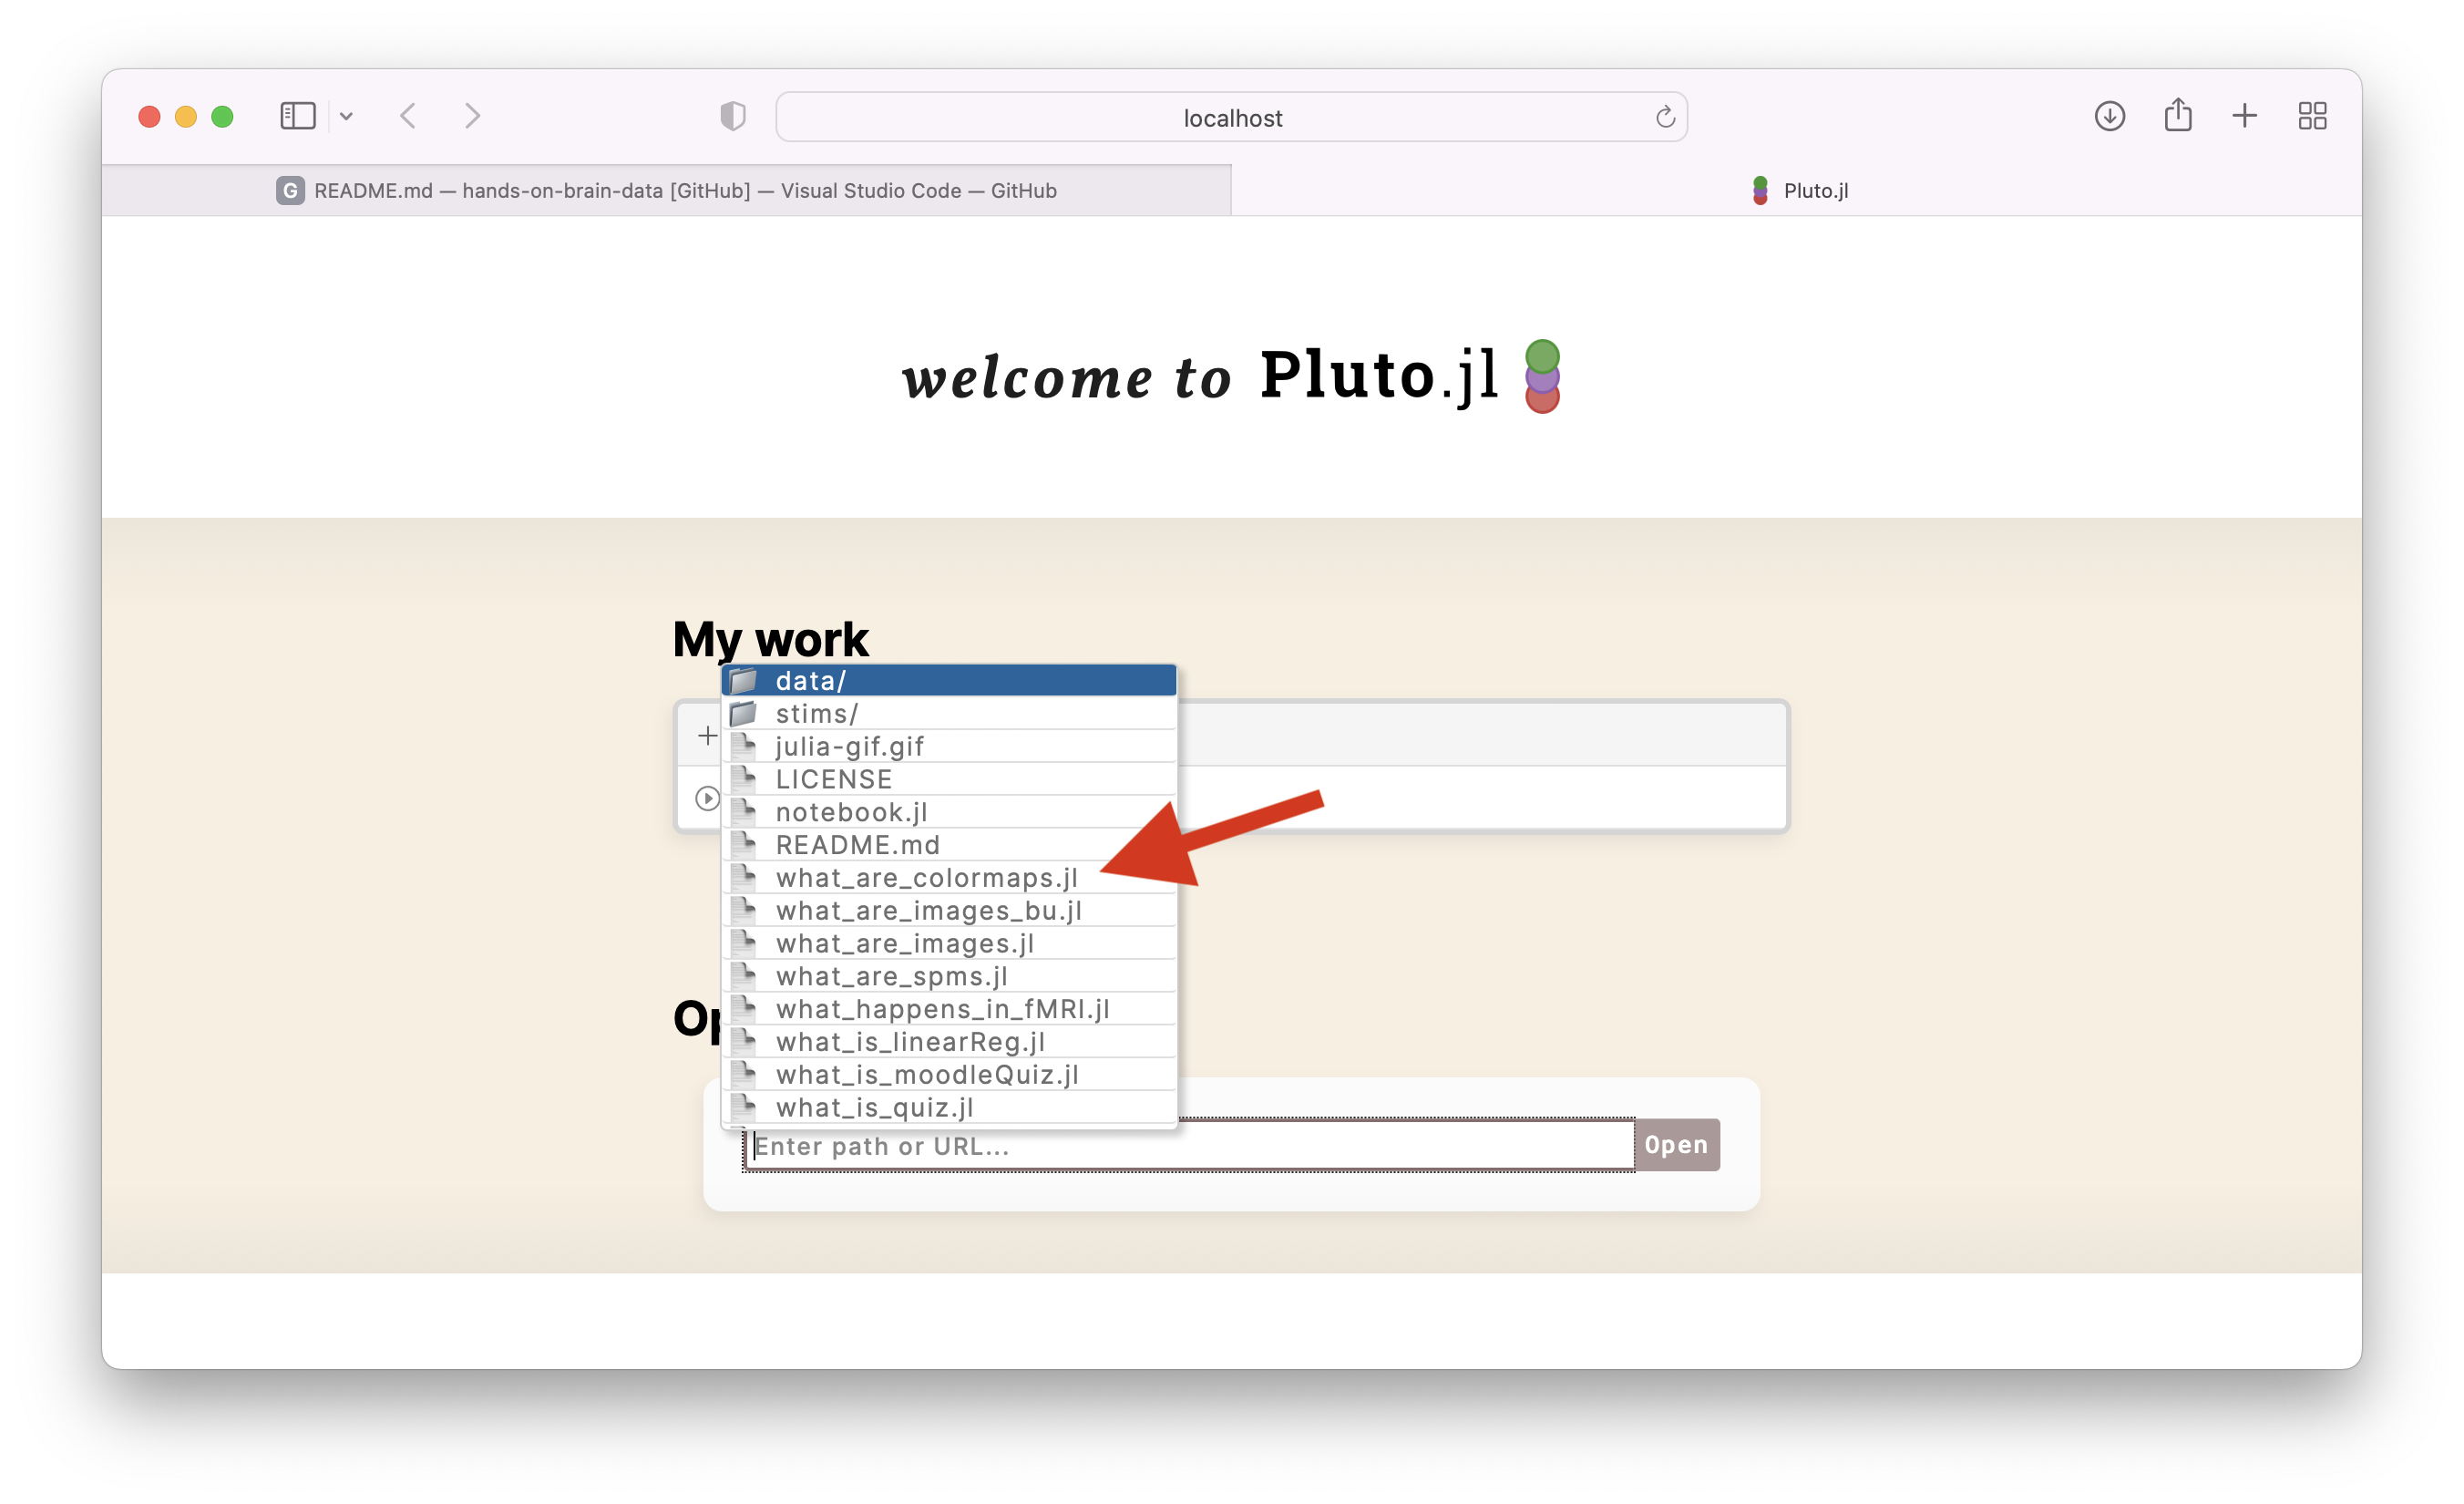 localhost
G README.md — hands-on-brain-data [GitHub] — Visual Studio Code — GitHub
Pluto.jl
welcome to Pluto.jl
My work
data/
stims/
julia-gif.gif
LICENSE
notebook.jl
README.md
what_are_colormaps.jl
what_are_images_bu.jl
what_are_images.jl
what_are_spms.jl
what_happens_in_fMRI.jl
what_is_linearReg.jl
what_is_moodleQuiz.jl
what_is_quiz.jl
Enter path or URL...
Open